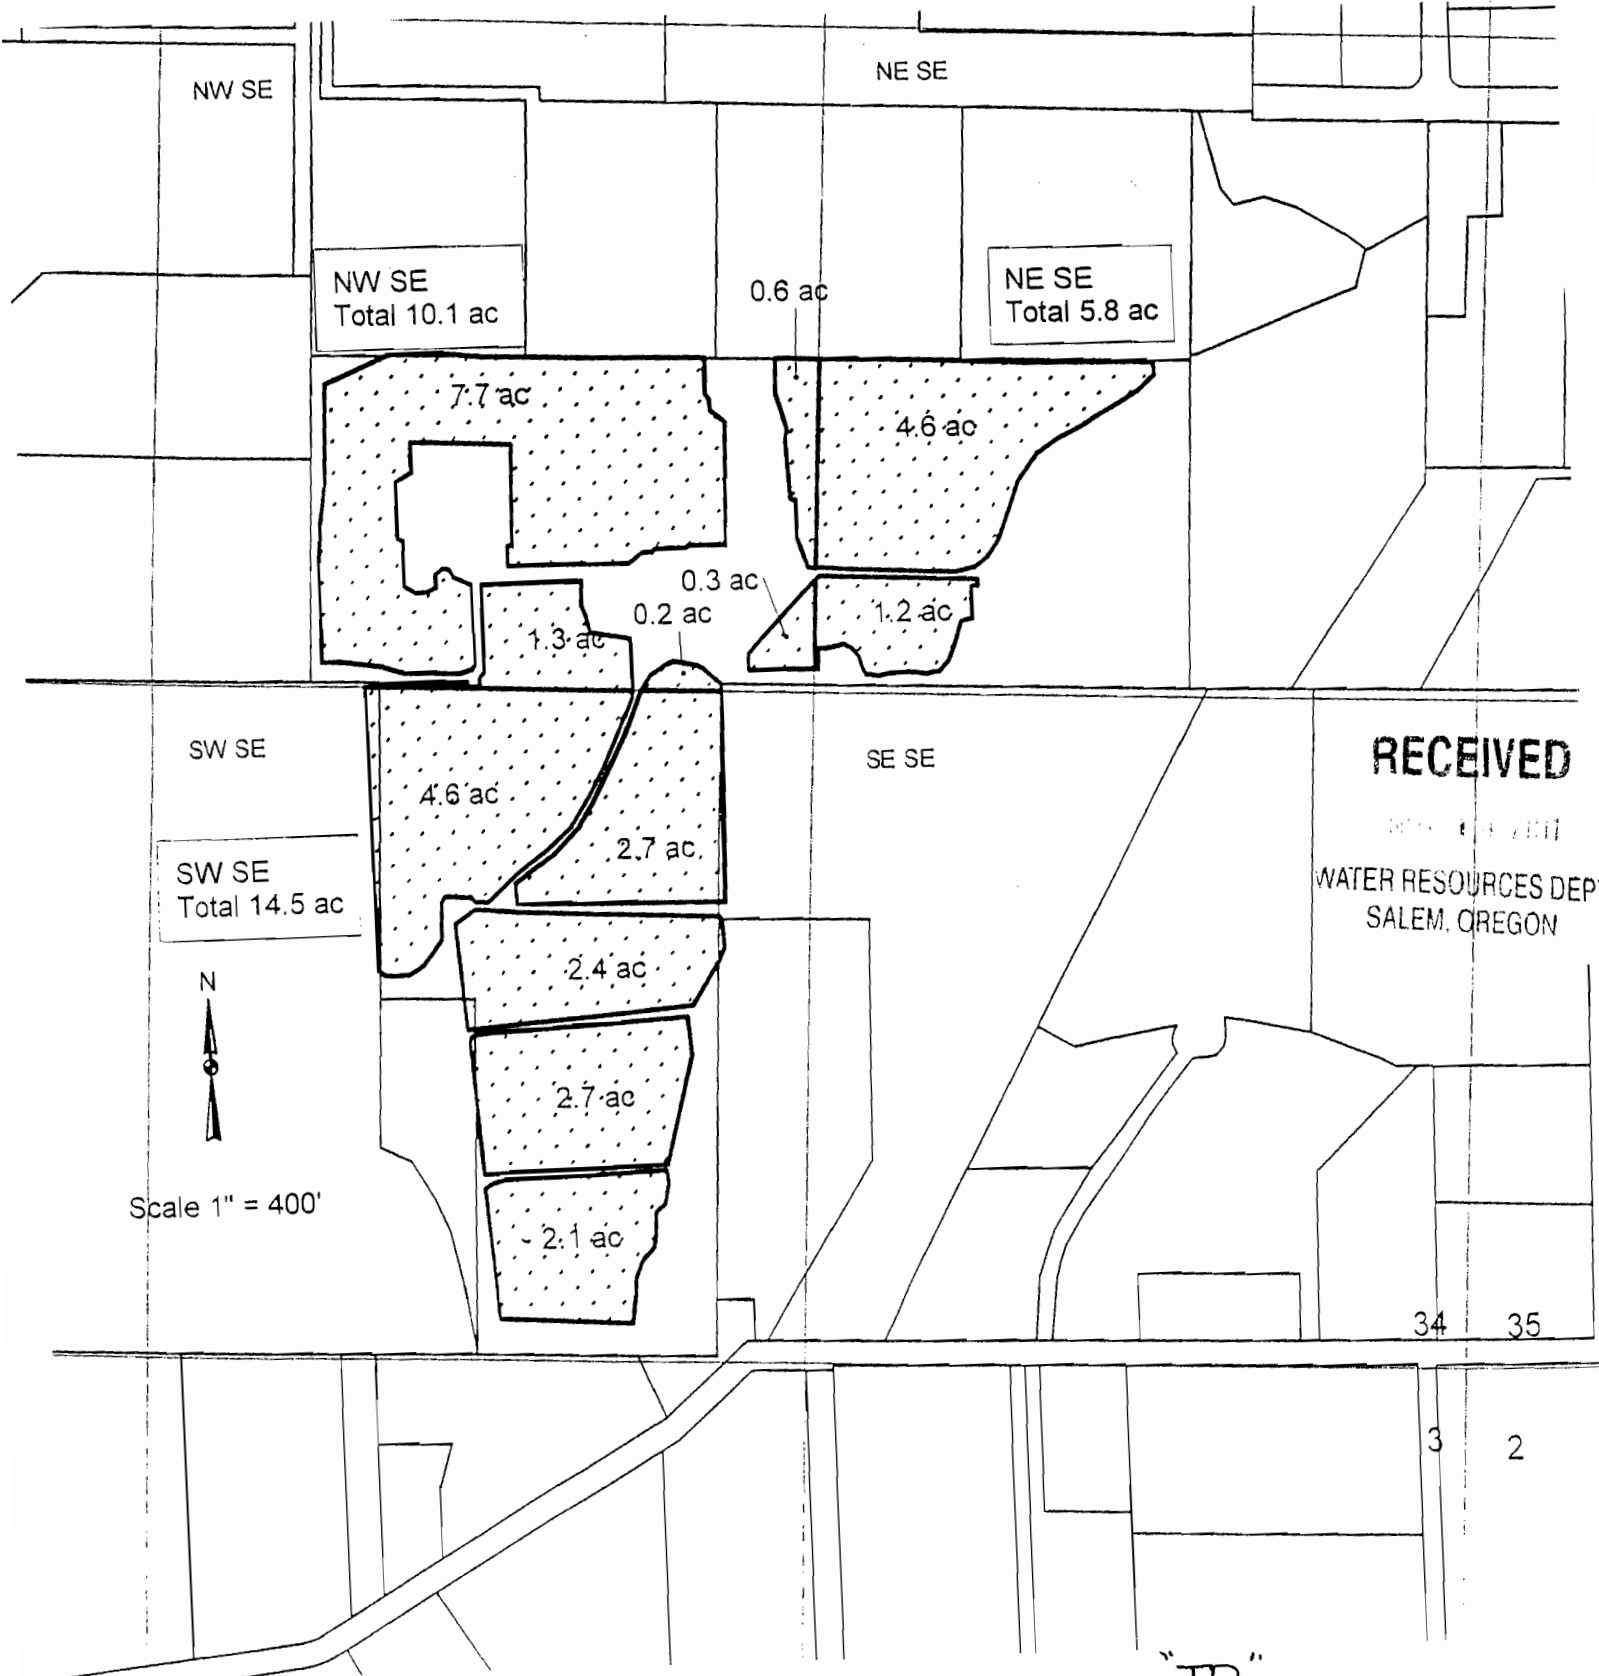 NW SE
NE SE
NW SE
Total 10.1 ac
0.6 ac
NE SE
Total 5.8 ac
7.7 ac
4.6 ac
0.3 ac
0.2 ac
1.2 ac
1.3 ac
SW SE
SE SE
RECEIVED
4.6 ac
2.7 ac
WATER RESOURCES DEP
SALEM, OREGON
SW SE
Total 14.5 ac
2.4 ac
N
2.7 ac
Scale 1" = 400'
2.1 ac
34 35
3 2